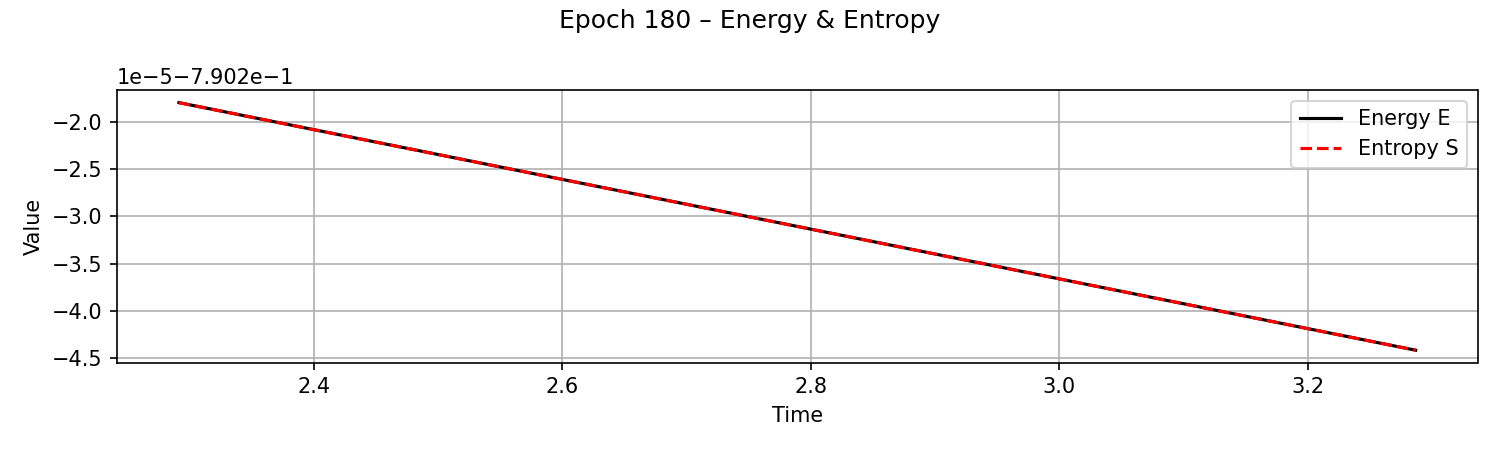 Epoch 180 – Energy & Entropy
1e−5−7.902e−1
Energy E
Entropy S
−2.0
−2.5
−3.0
−3.5
−4.0
−4.5
Value
2.4 2.6 2.8 3.0 3.2
Time